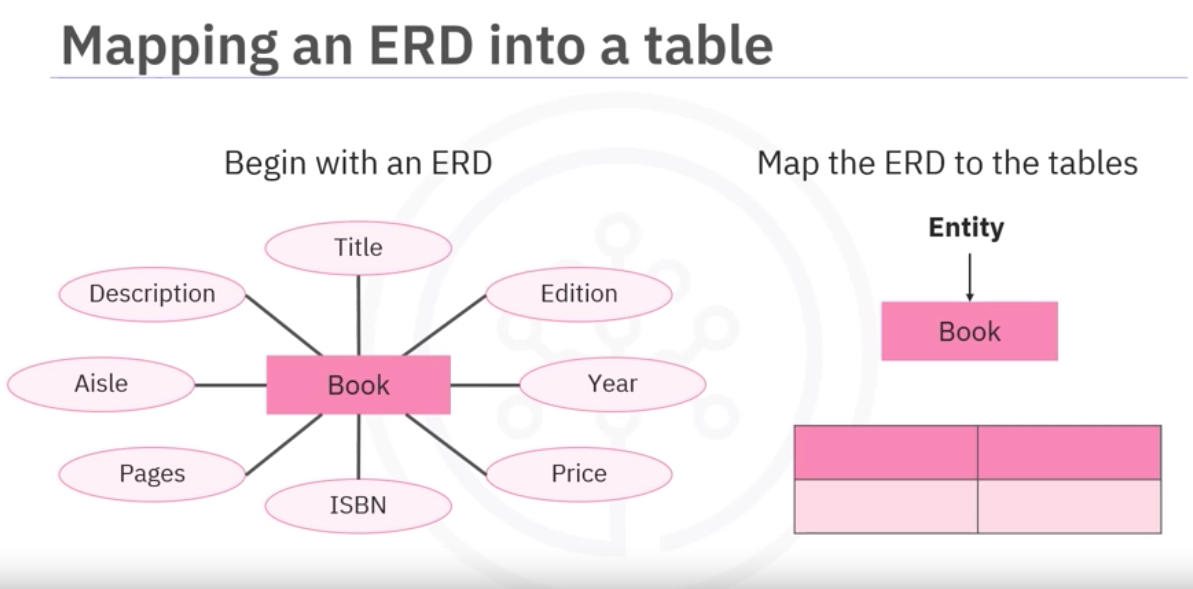 Mapping an ERD into a table
Begin with an ERD
Title
Description
Edition
Aisle
Book
Year
Pages
Price
ISBN
Map the ERD to the tables
Entity
Book